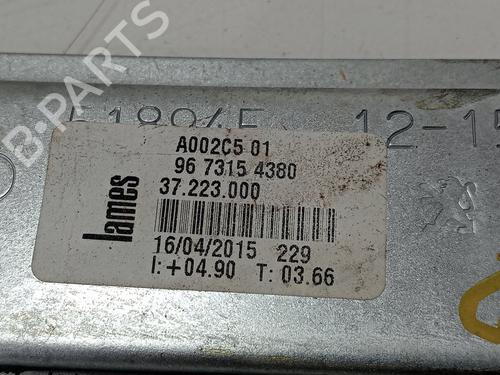 12-15
A002C5 01
96 7315 4380
37.223.000
lames
16/04/2015 229
I:+04.90 T: 03.66
B-PARTS